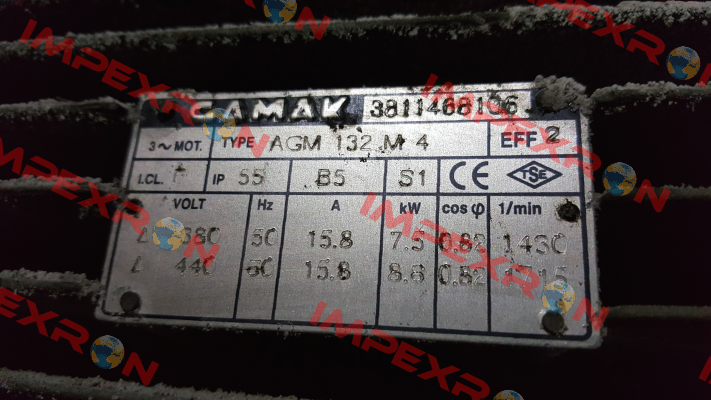 GAMAK 3811468106
3~ MOT. TYPE AGM 132 M 4 EFF 2
I.CL. F IP 55 B5 S1 CE TSE
VOLT Hz A kW cos φ 1/min
Δ 380 50 15.8 7.5 0.82 1430
Δ 440 60 15.8 8.6 0.82
IMPEXRON
IMPEXRON
IMPEXRON
IMPEXRON
IMPEXRON